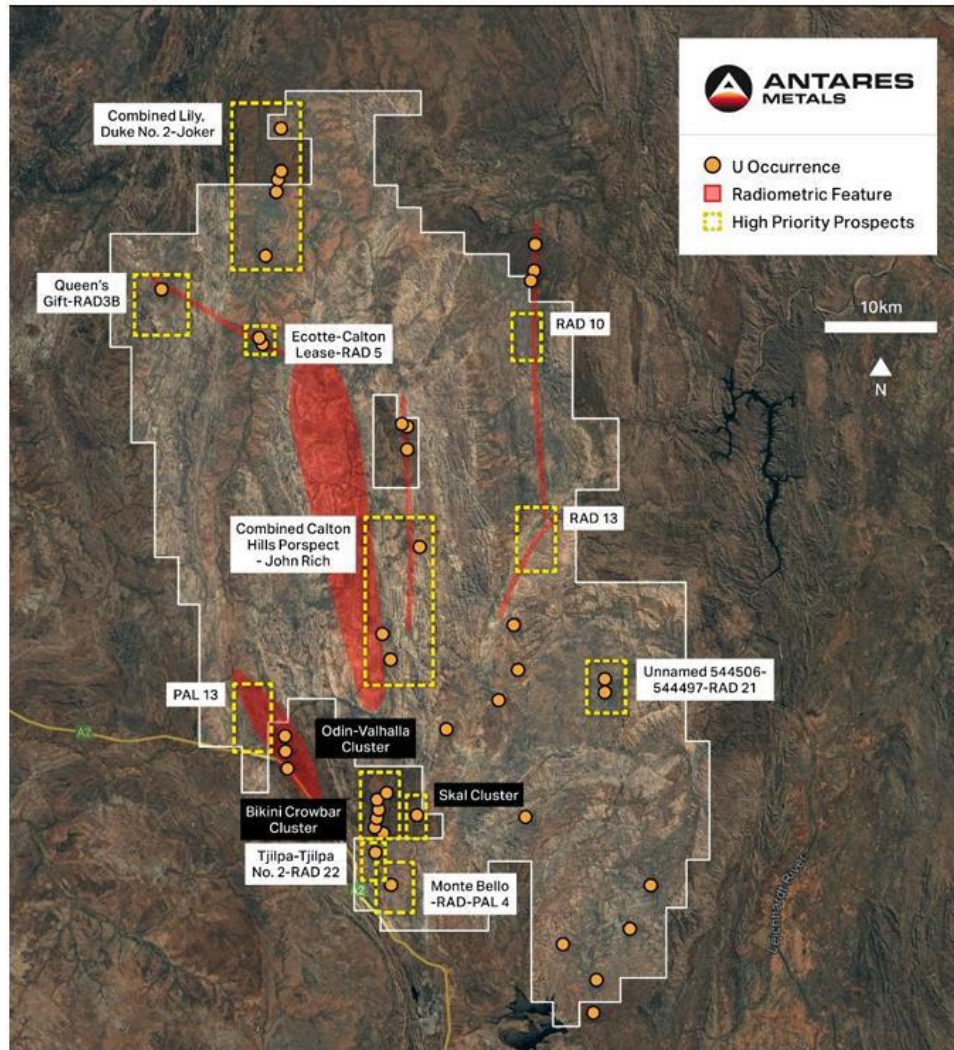 ANTARES
METALS
U Occurrence
Radiometric Feature
High Priority Prospects
10km
N
Combined Lily,
Duke No. 2-Joker
Queen's
Gift-RAD3B
Ecotte-Calton
Lease-RAD 5
RAD 10
RAD 13
Combined Calton
Hills Porspect
- John Rich
Unnamed 544506-
544497-RAD 21
PAL 13
A2
Odin-Valhalla
Cluster
Skal Cluster
Bikini Crowbar
Cluster
Tjilpa-Tjilpa
No. 2-RAD 22
A2
Monte Bello
-RAD-PAL 4
Leichhardt River